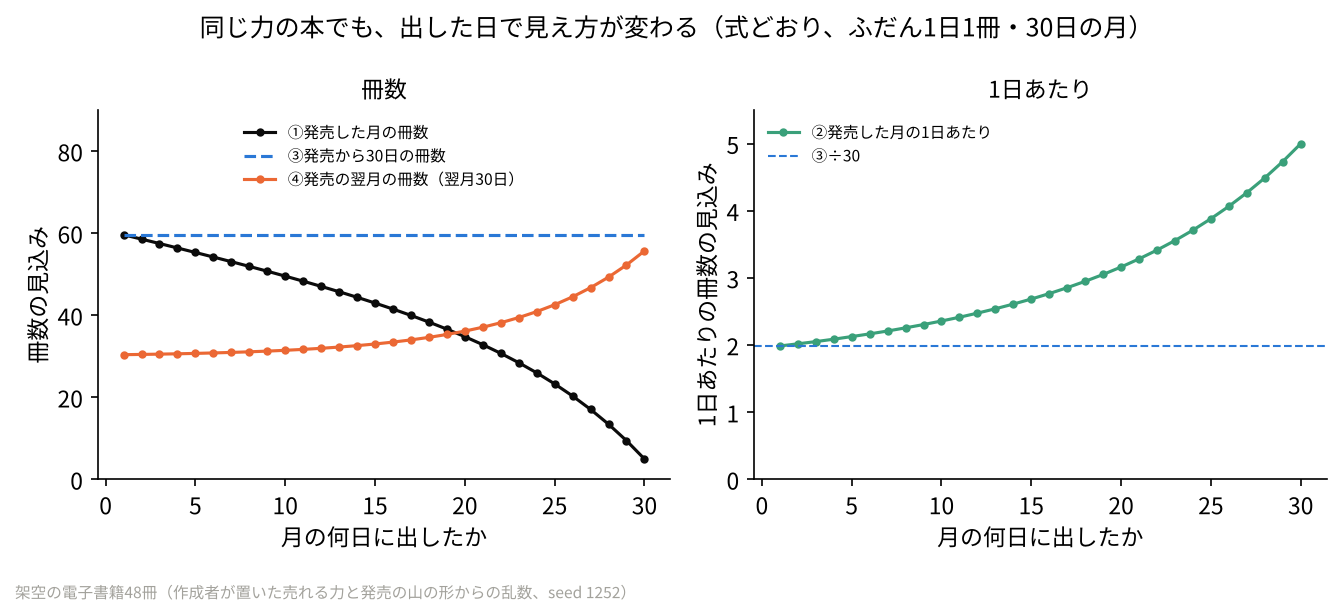 同じ力の本でも、出した日で見え方が変わる（式どおり、ふだん1日1冊・30日の月）
冊数
①発売した月の冊数
③発売から30日の冊数
④発売の翌月の冊数（翌月30日）
冊数の見込み
80
60
40
20
0
0 5 10 15 20 25 30
月の何日に出したか
1日あたり
②発売した月の1日あたり
③÷30
1日あたりの冊数の見込み
5
4
3
2
1
0
0 5 10 15 20 25 30
月の何日に出したか
架空の電子書籍48冊（作成者が置いた売れる力と発売の山の形からの乱数、seed 1252）